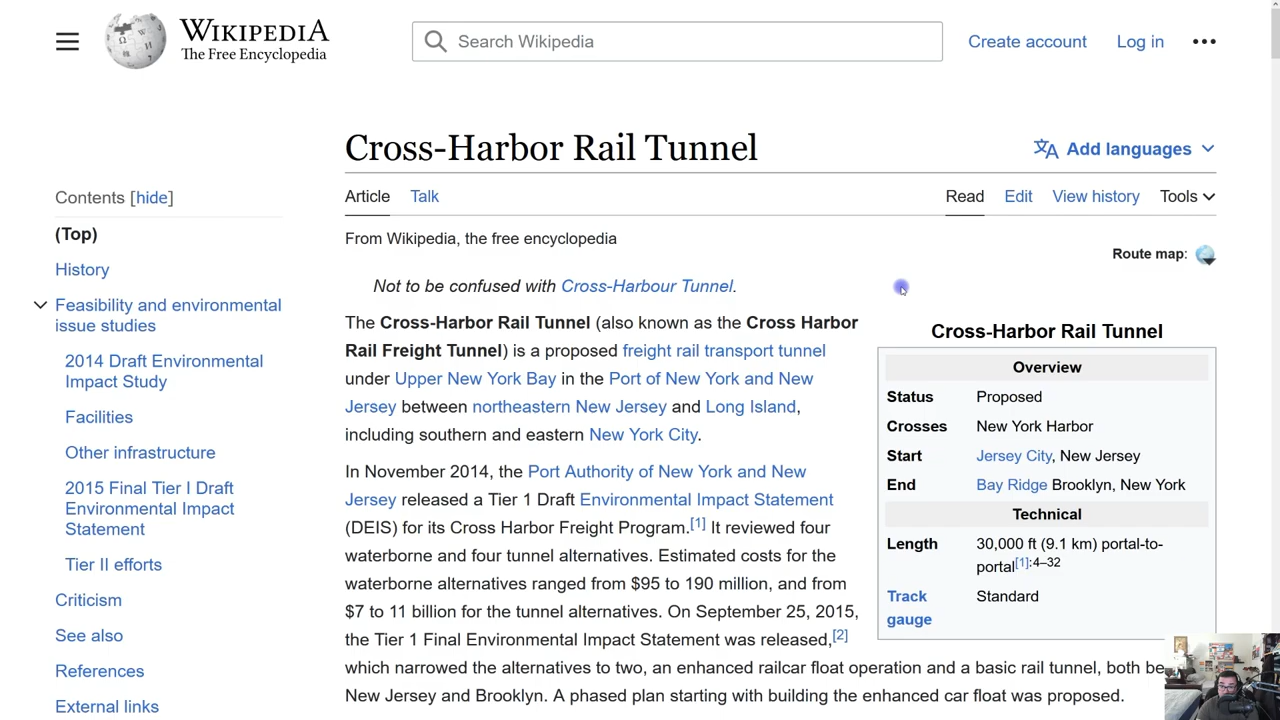 WIKIPEDIA
The Free Encyclopedia
Search Wikipedia
Create account
Log in
Cross-Harbor Rail Tunnel
Add languages
Contents [hide]
(Top)
History
Feasibility and environmental
issue studies
2014 Draft Environmental
Impact Study
Facilities
Other infrastructure
2015 Final Tier I Draft
Environmental Impact
Statement
Tier II efforts
Criticism
See also
References
External links
Article Talk
Read Edit View history Tools
From Wikipedia, the free encyclopedia
Route map:
Not to be confused with Cross-Harbour Tunnel.
The Cross-Harbor Rail Tunnel (also known as the Cross Harbor
Rail Freight Tunnel) is a proposed freight rail transport tunnel
under Upper New York Bay in the Port of New York and New
Jersey between northeastern New Jersey and Long Island,
including southern and eastern New York City.
In November 2014, the Port Authority of New York and New
Jersey released a Tier 1 Draft Environmental Impact Statement
(DEIS) for its Cross Harbor Freight Program.[1] It reviewed four
waterborne and four tunnel alternatives. Estimated costs for the
waterborne alternatives ranged from $95 to 190 million, and from
$7 to 11 billion for the tunnel alternatives. On September 25, 2015,
the Tier 1 Final Environmental Impact Statement was released,[2]
which narrowed the alternatives to two, an enhanced railcar float operation and a basic rail tunnel, both be
New Jersey and Brooklyn. A phased plan starting with building the enhanced car float was proposed.
Cross-Harbor Rail Tunnel
Overview
Status Proposed
Crosses New York Harbor
Start Jersey City, New Jersey
End Bay Ridge Brooklyn, New York
Technical
Length 30,000 ft (9.1 km) portal-to-
portal[1]:4–32
Track Standard
gauge